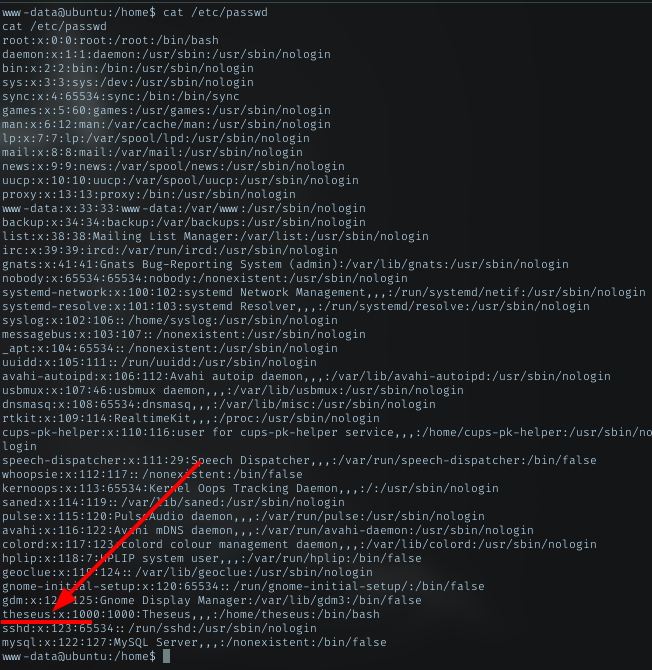 www-data@ubuntu:/home$ cat /etc/passwd
cat /etc/passwd
root:x:0:0:root:/root:/bin/bash
daemon:x:1:1:daemon:/usr/sbin:/usr/sbin/nologin
bin:x:2:2:bin:/bin:/usr/sbin/nologin
sys:x:3:3:sys:/dev:/usr/sbin/nologin
sync:x:4:65534:sync:/bin:/bin/sync
games:x:5:60:games:/usr/games:/usr/sbin/nologin
man:x:6:12:man:/var/cache/man:/usr/sbin/nologin
lp:x:7:7:lp:/var/spool/lpd:/usr/sbin/nologin
mail:x:8:8:mail:/var/mail:/usr/sbin/nologin
news:x:9:9:news:/var/spool/news:/usr/sbin/nologin
uucp:x:10:10:uucp:/var/spool/uucp:/usr/sbin/nologin
proxy:x:13:13:proxy:/bin:/usr/sbin/nologin
www-data:x:33:33:www-data:/var/www:/usr/sbin/nologin
backup:x:34:34:backup:/var/backups:/usr/sbin/nologin
list:x:38:38:Mailing List Manager:/var/list:/usr/sbin/nologin
irc:x:39:39:ircd:/var/run/ircd:/usr/sbin/nologin
gnats:x:41:41:Gnats Bug-Reporting System (admin):/var/lib/gnats:/usr/sbin/nologin
nobody:x:65534:65534:nobody:/nonexistent:/usr/sbin/nologin
systemd-network:x:100:102:systemd Network Management,,,:/run/systemd/netif:/usr/sbin/nologin
systemd-resolve:x:101:103:systemd Resolver,,,:/run/systemd/resolve:/usr/sbin/nologin
syslog:x:102:106::/home/syslog:/usr/sbin/nologin
messagebus:x:103:107::/nonexistent:/usr/sbin/nologin
_apt:x:104:65534::/nonexistent:/usr/sbin/nologin
uuidd:x:105:111::/run/uuidd:/usr/sbin/nologin
avahi-autoipd:x:106:112:Avahi autoip daemon,,,:/var/lib/avahi-autoipd:/usr/sbin/nologin
usbmux:x:107:46:usbmux daemon,,,:/var/lib/usbmux:/usr/sbin/nologin
dnsmasq:x:108:65534:dnsmasq,,,:/var/lib/misc:/usr/sbin/nologin
rtkit:x:109:114:RealtimeKit,,,:/proc:/usr/sbin/nologin
cups-pk-helper:x:110:116:user for cups-pk-helper service,,,:/home/cups-pk-helper:/usr/sbin/no
login
speech-dispatcher:x:111:29:Speech Dispatcher,,,:/var/run/speech-dispatcher:/bin/false
whoopsie:x:112:117::/nonexistent:/bin/false
kernoops:x:113:65534:Kernel Oops Tracking Daemon,,,:/:/usr/sbin/nologin
saned:x:114:119::/var/lib/saned:/usr/sbin/nologin
pulse:x:115:120:PulseAudio daemon,,,:/var/run/pulse:/usr/sbin/nologin
avahi:x:116:122:Avahi mDNS daemon,,,:/var/run/avahi-daemon:/usr/sbin/nologin
colord:x:117:123:colord colour management daemon,,,:/var/lib/colord:/usr/sbin/nologin
hplip:x:118:7:HPLIP system user,,,:/var/run/hplip:/bin/false
geoclue:x:119:124::/var/lib/geoclue:/usr/sbin/nologin
gnome-initial-setup:x:120:65534::/run/gnome-initial-setup/:/bin/false
gdm:x:121:125:Gnome Display Manager:/var/lib/gdm3:/bin/false
theseus:x:1000:1000:Theseus,,,:/home/theseus:/bin/bash
sshd:x:123:65534::/run/sshd:/usr/sbin/nologin
mysql:x:122:127:MySQL Server,,,:/nonexistent:/bin/false
www-data@ubuntu:/home$